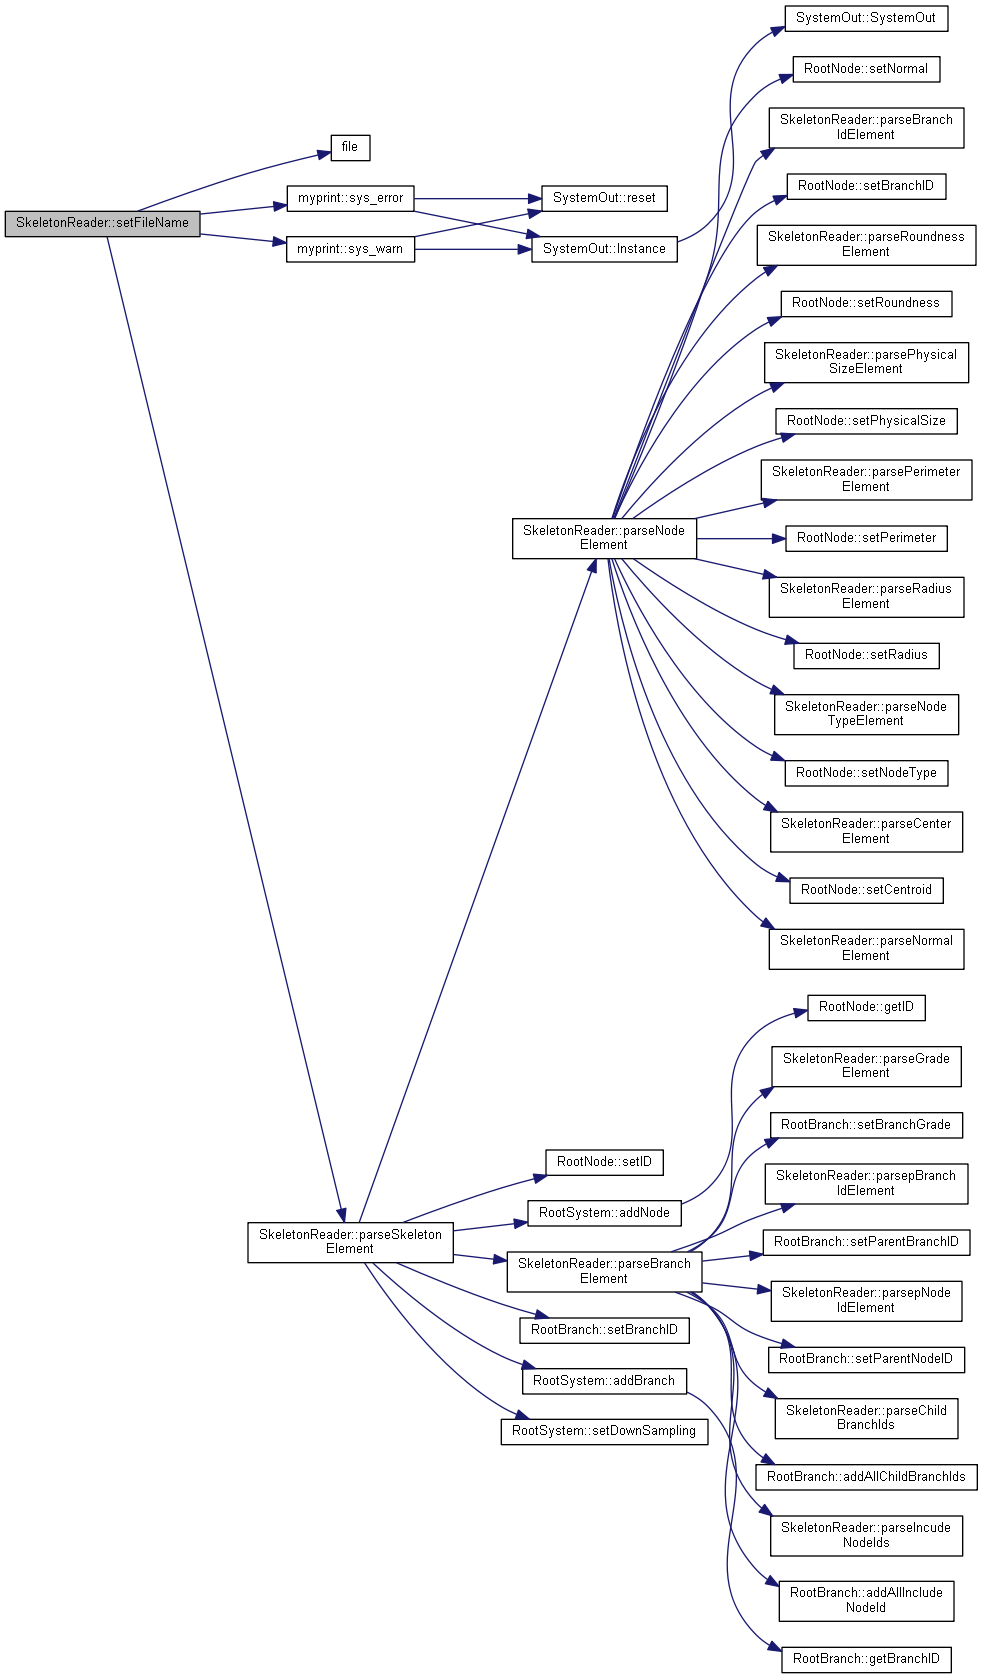 SystemOut::SystemOut
RootNode::setNormal
SkeletonReader::parseBranch
IdElement
file
RootNode::setBranchID
myprint::sys_error
SystemOut::reset
SkeletonReader::setFileName
SkeletonReader::parseRoundness
Element
myprint::sys_warn
SystemOut::Instance
RootNode::setRoundness
SkeletonReader::parsePhysical
SizeElement
RootNode::setPhysicalSize
SkeletonReader::parsePerimeter
Element
SkeletonReader::parseNode
Element
RootNode::setPerimeter
SkeletonReader::parseRadius
Element
RootNode::setRadius
SkeletonReader::parseNode
TypeElement
RootNode::setNodeType
SkeletonReader::parseCenter
Element
RootNode::setCentroid
SkeletonReader::parseNormal
Element
RootNode::getID
SkeletonReader::parseGrade
Element
RootBranch::setBranchGrade
RootNode::setID
SkeletonReader::parsepBranch
IdElement
RootSystem::addNode
SkeletonReader::parseSkeleton
Element
RootBranch::setParentBranchID
SkeletonReader::parseBranch
Element
SkeletonReader::parsepNode
IdElement
RootBranch::setBranchID
RootBranch::setParentNodeID
RootSystem::addBranch
SkeletonReader::parseChild
BranchIds
RootSystem::setDownSampling
RootBranch::addAllChildBranchIds
SkeletonReader::parseIncude
NodeIds
RootBranch::addAllInclude
NodeId
RootBranch::getBranchID